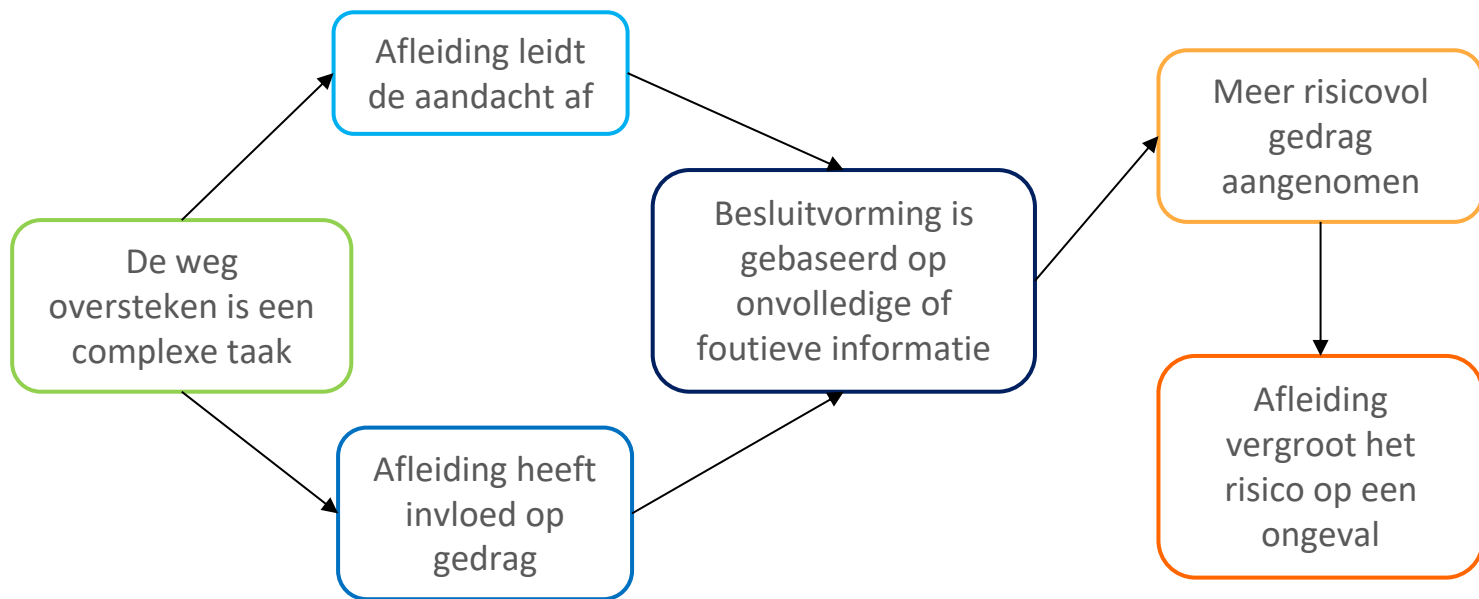 Afleiding leidt
de aandacht af
De weg
oversteken is een
complexe taak
Afleiding heeft
invloed op
gedrag
Besluitvorming is
gebaseerd op
onvolledige of
foutieve informatie
Meer risicovol
gedrag
aangenomen
Afleiding
vergroot het
risico op een
ongeval